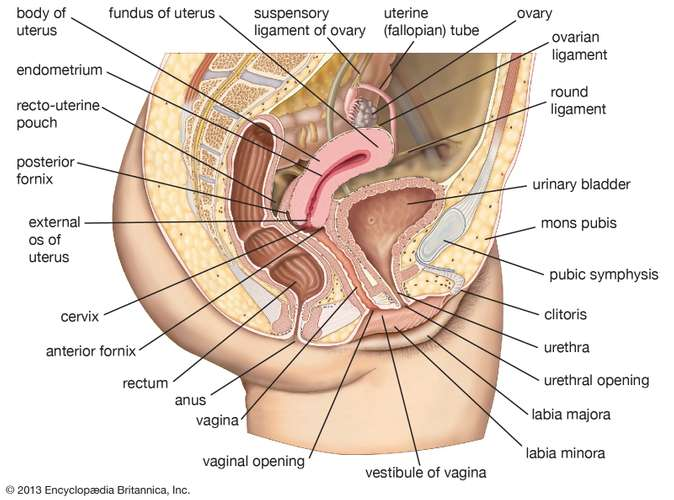 body of
uterus
fundus of uterus
suspensory
ligament of ovary
uterine
(fallopian) tube
ovary
ovarian
ligament
endometrium
round
ligament
recto-uterine
pouch
posterior
fornix
urinary bladder
external
os of
uterus
mons pubis
pubic symphysis
cervix
clitoris
anterior fornix
urethra
rectum
urethral opening
anus
vagina
labia majora
vaginal opening
labia minora
vestibule of vagina
© 2013 Encyclopædia Britannica, Inc.